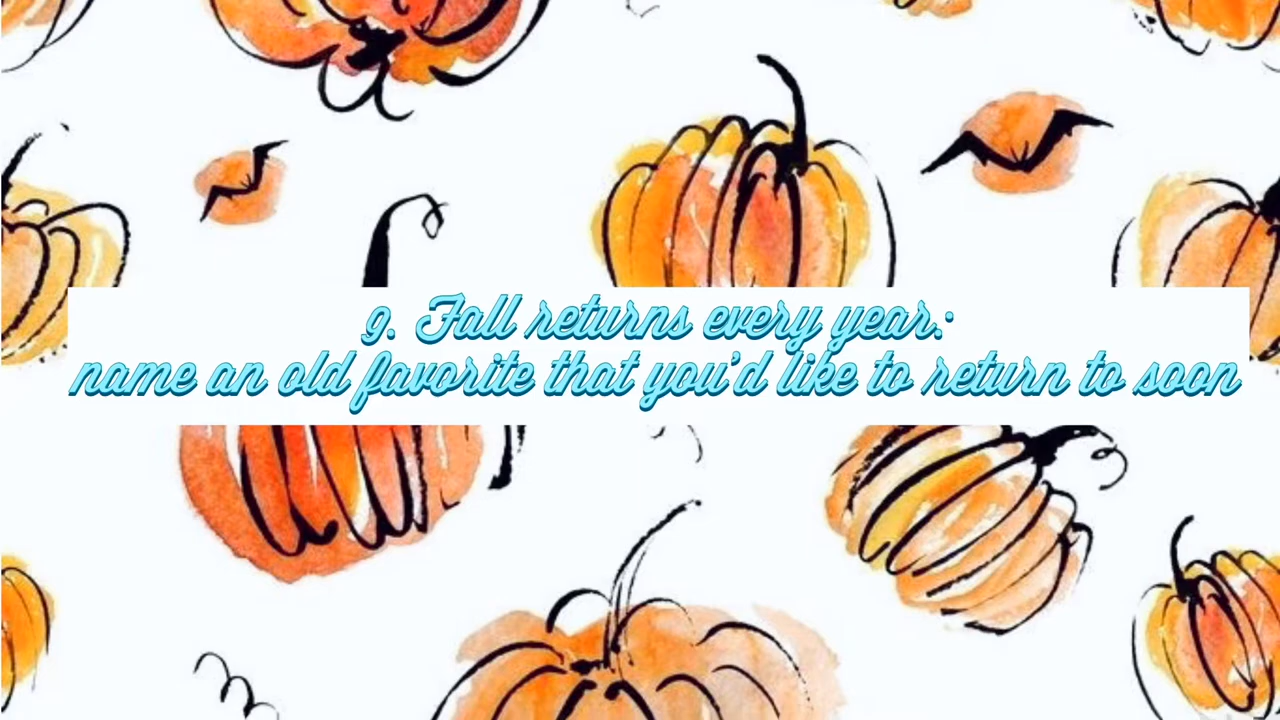 9. Fall returns every year:
name an old favorite that you'd like to return to soon